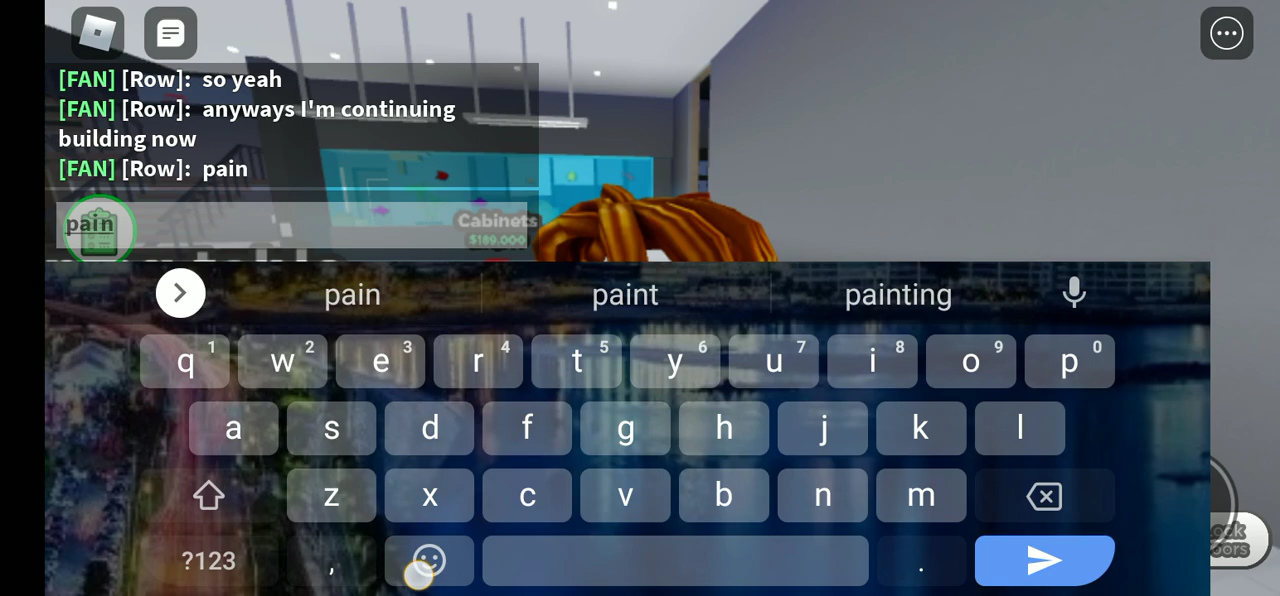 [FAN] [Row]: so yeah
[FAN] [Row]: anyways I'm continuing
building now
[FAN] [Row]: pain
pain
Cabinets
$189,000
pain paint painting
q 1 w 2 e 3 r 4 t 5 y 6 u 7 i 8 o 9 p 0
a s d f g h j k l
z x c v b n m
?123 , .